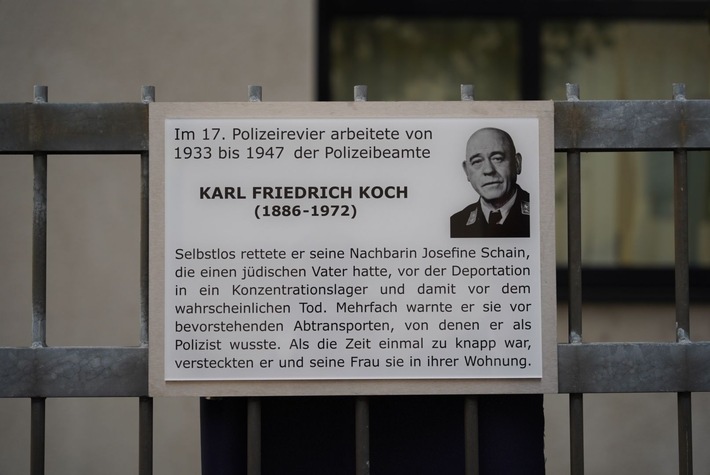 Im 17. Polizeirevier arbeitete von
1933 bis 1947 der Polizeibeamte
KARL FRIEDRICH KOCH
(1886-1972)
Selbstlos rettete er seine Nachbarin Josefine Schain,
die einen jüdischen Vater hatte, vor der Deportation
in ein Konzentrationslager und damit vor dem
wahrscheinlichen Tod. Mehrfach warnte er sie vor
bevorstehenden Abtransporten, von denen er als
Polizist wusste. Als die Zeit einmal zu knapp war,
versteckten er und seine Frau sie in ihrer Wohnung.